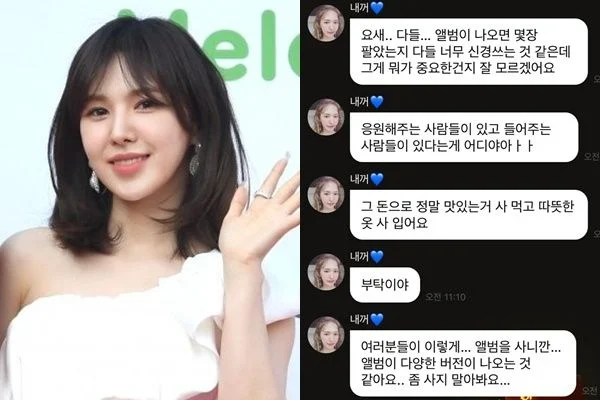 Melo
내꺼💙
요새.. 다들... 앨범이 나오면 몇장
팔았는지 다들 너무 신경쓰는 것 같은데
그게 뭐가 중요한건지 잘 모르겠어요
내꺼💙
응원해주는 사람들이 있고 들어주는
사람들이 있다는게 어디야아ㅏㅏ
내꺼💙
그 돈으로 정말 맛있는거 사 먹고 따뜻한
옷 사 입어요
내꺼💙
부탁이야
오전 11:10
내꺼💙
여러분들이 이렇게... 앨범을 사니깐...
앨범이 다양한 버전이 나오는 것
같아요.. 좀 사지 말아봐요...